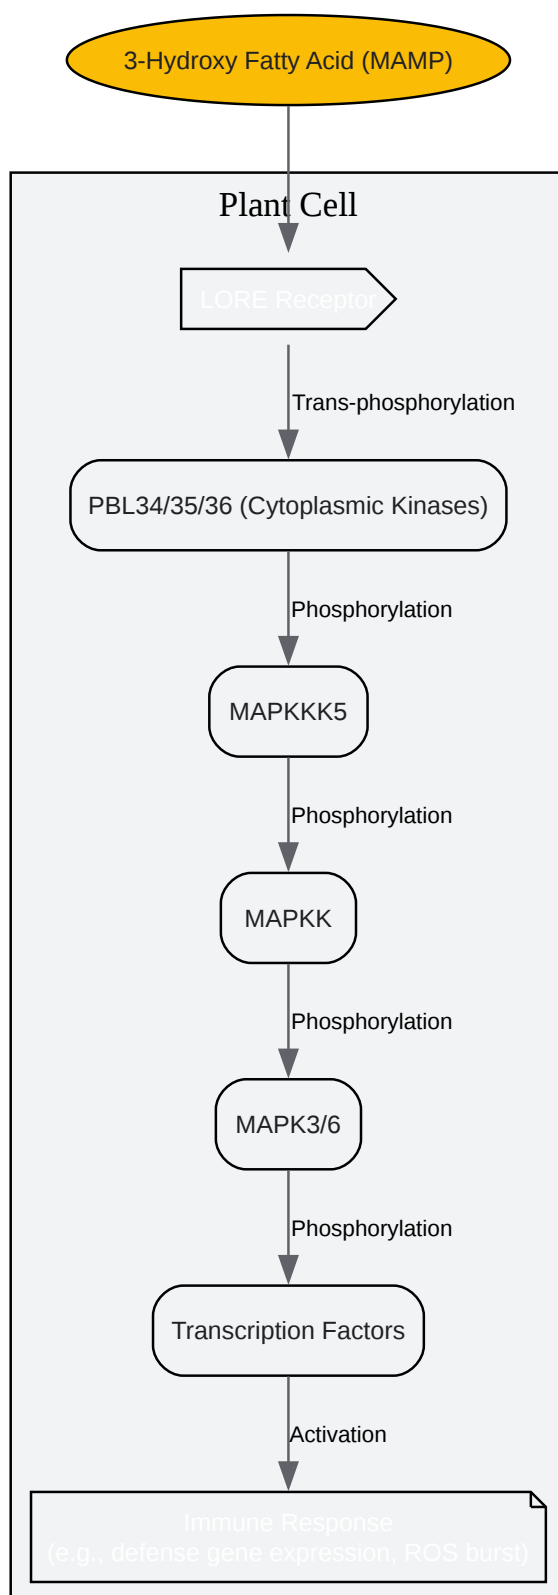 3-Hydroxy Fatty Acid (MAMP)
Plant Cell
LORE Receptor
Trans-phosphorylation
PBL34/35/36 (Cytoplasmic Kinases)
Phosphorylation
MAPKKK5
Phosphorylation
MAPKK
Phosphorylation
MAPK3/6
Phosphorylation
Transcription Factors
Activation
Immune Response
(e.g., defense gene expression, ROS burst)